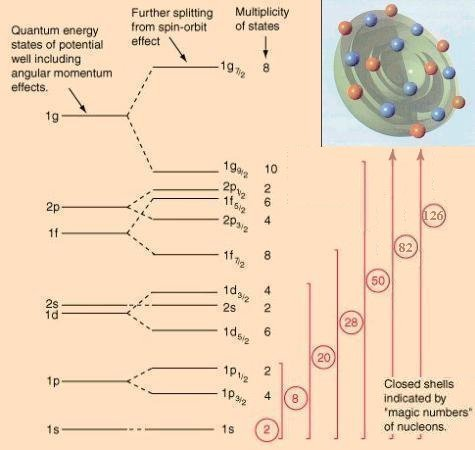 Quantum energy
states of potential
well including
angular momentum
effects.
Further splitting
from spin-orbit
effect
Multiplicity
of states
1g
1g7/2 8
1g9/2 10
2p
2p1/2 2
1f5/2 6
2p3/2 4
1f
1f7/2 8
1d3/2 4
2s
2s 2
1d
1d5/2 6
1p
1p1/2 2
1p3/2 4
1s
1s
2
8
20
28
50
82
126
Closed shells
indicated by
"magic numbers"
of nucleons.